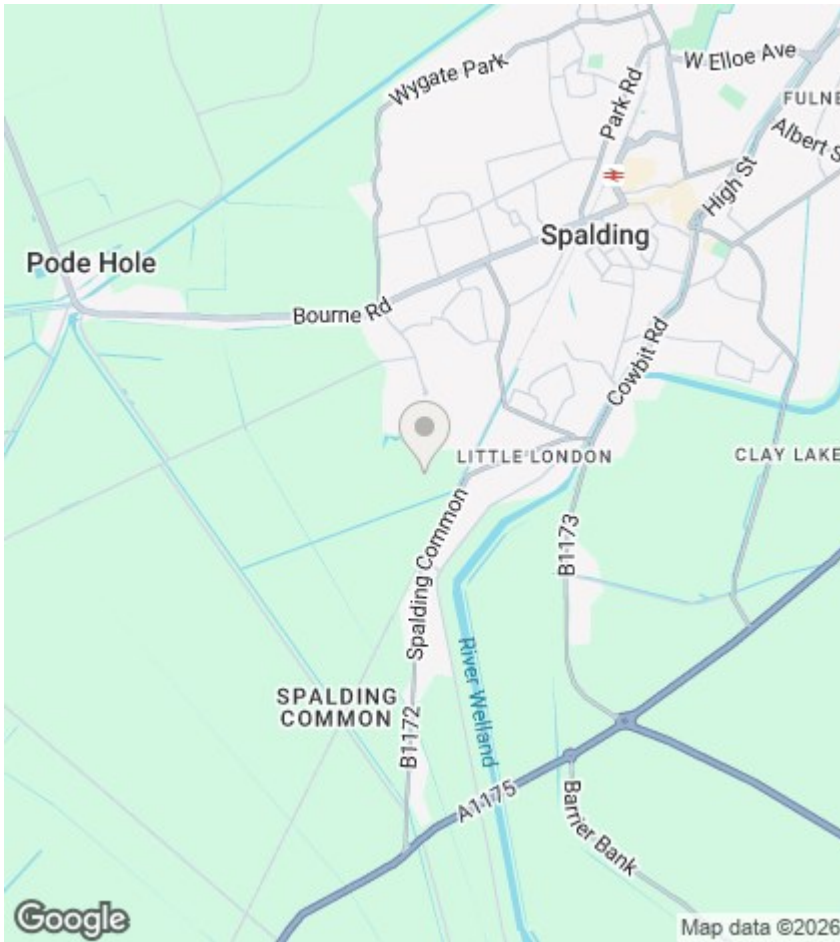 W Elloe Ave
Wygate Park
Park Rd
FULNE
Albert S
High St
Spalding
Pode Hole
Bourne Rd
Cowbit Rd
LITTLE LONDON
CLAY LAKE
Spalding Common
B1173
River Welland
SPALDING
COMMON
B1172
A1175
Barrier Bank
Google
Map data ©2026